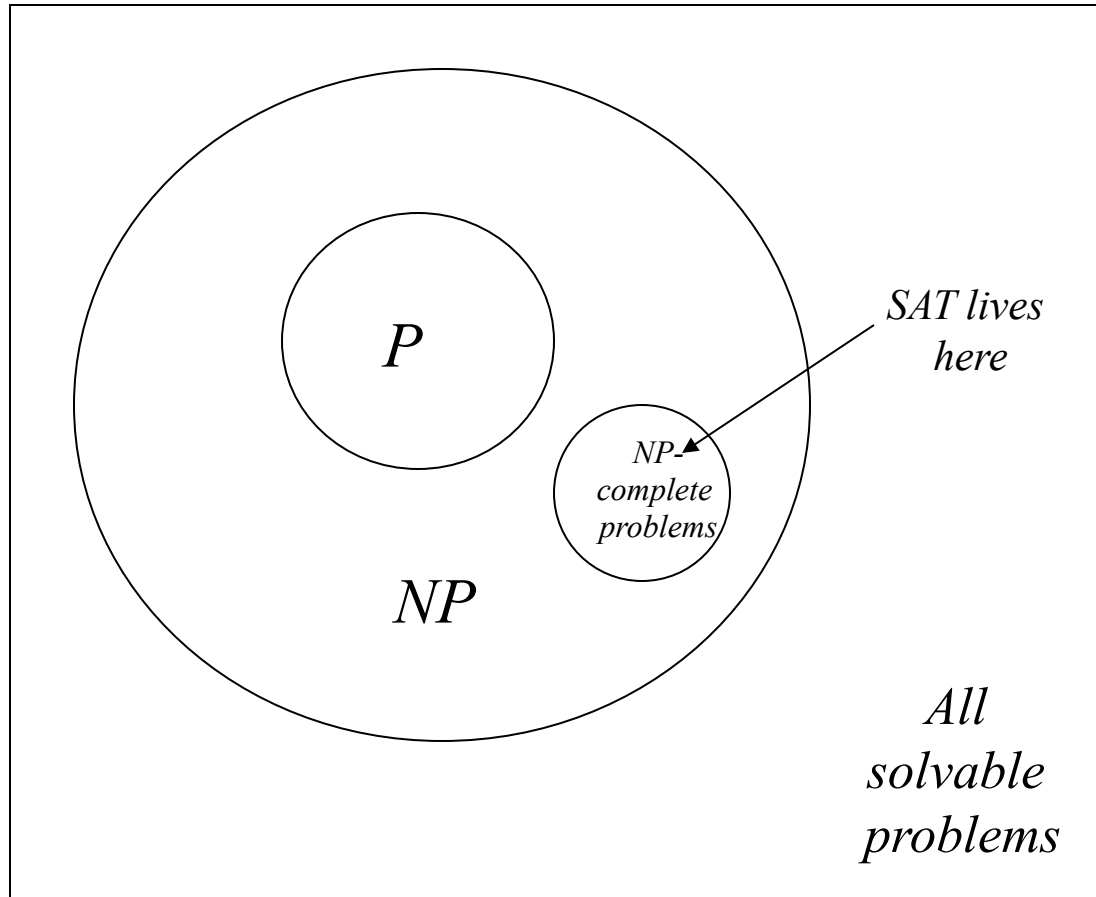 P
SAT lives
here
NP-
complete
problems
NP
All
solvable
problems